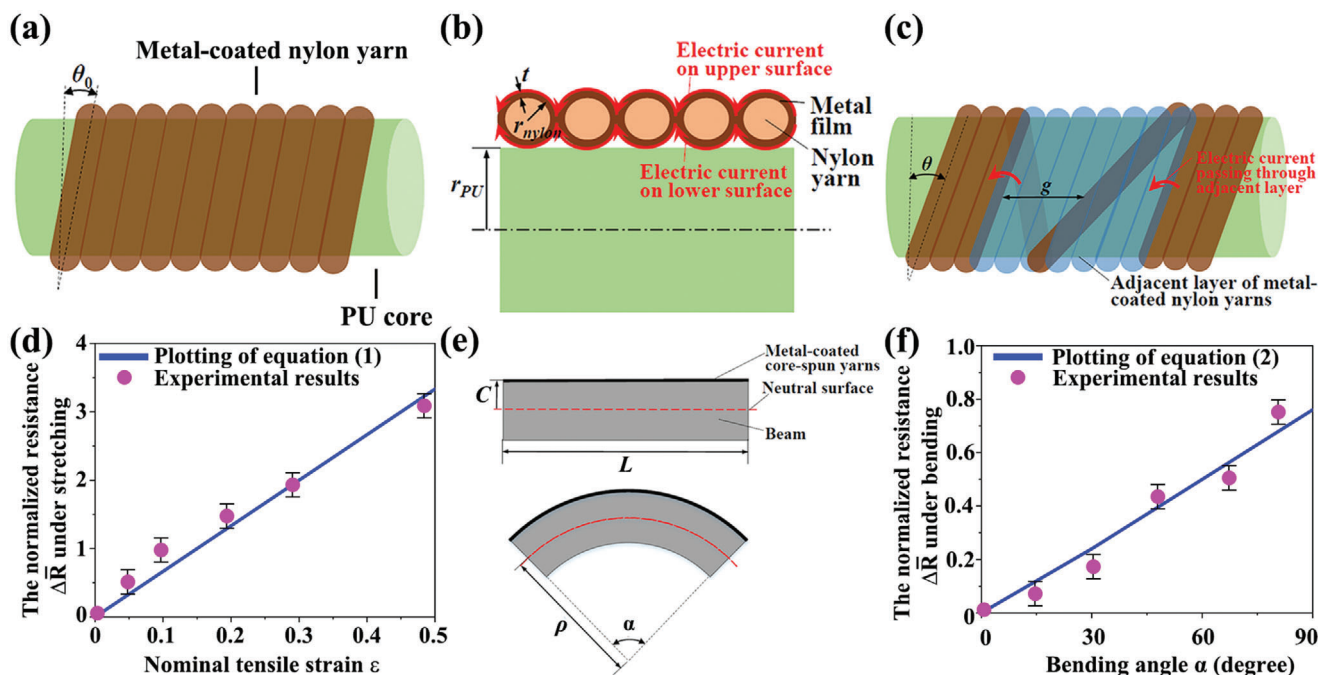 (a)
Metal-coated nylon yarn
θ0
PU core
(b)
Electric current
on upper surface
t
rnylon
Metal
film
Nylon
yarn
rPU
Electric current
on lower surface
(c)
θ
g
Electric current
passing through
adjacent layer
Adjacent layer of metal-
coated nylon yarns
(d)
The normalized resistance
ΔR̅ under stretching
4
3
2
1
0
Plotting of equation (1)
Experimental results
0
0.1
0.2
0.3
0.4
0.5
Nominal tensile strain ε
(e)
Metal-coated
core-spun yarns
Neutral surface
Beam
C
L
ρ
α
(f)
The normalized resistance
ΔR̅ under bending
1.0
0.8
0.6
0.4
0.2
0
Plotting of equation (2)
Experimental results
0
30
60
90
Bending angle α (degree)